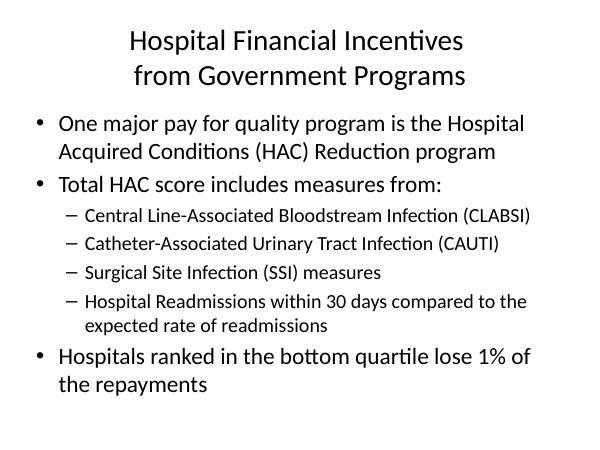 Hospital Financial Incentives
from Government Programs
• One major pay for quality program is the Hospital
Acquired Conditions (HAC) Reduction program
• Total HAC score includes measures from:
– Central Line-Associated Bloodstream Infection (CLABSI)
– Catheter-Associated Urinary Tract Infection (CAUTI)
– Surgical Site Infection (SSI) measures
– Hospital Readmissions within 30 days compared to the
expected rate of readmissions
• Hospitals ranked in the bottom quartile lose 1% of
the repayments